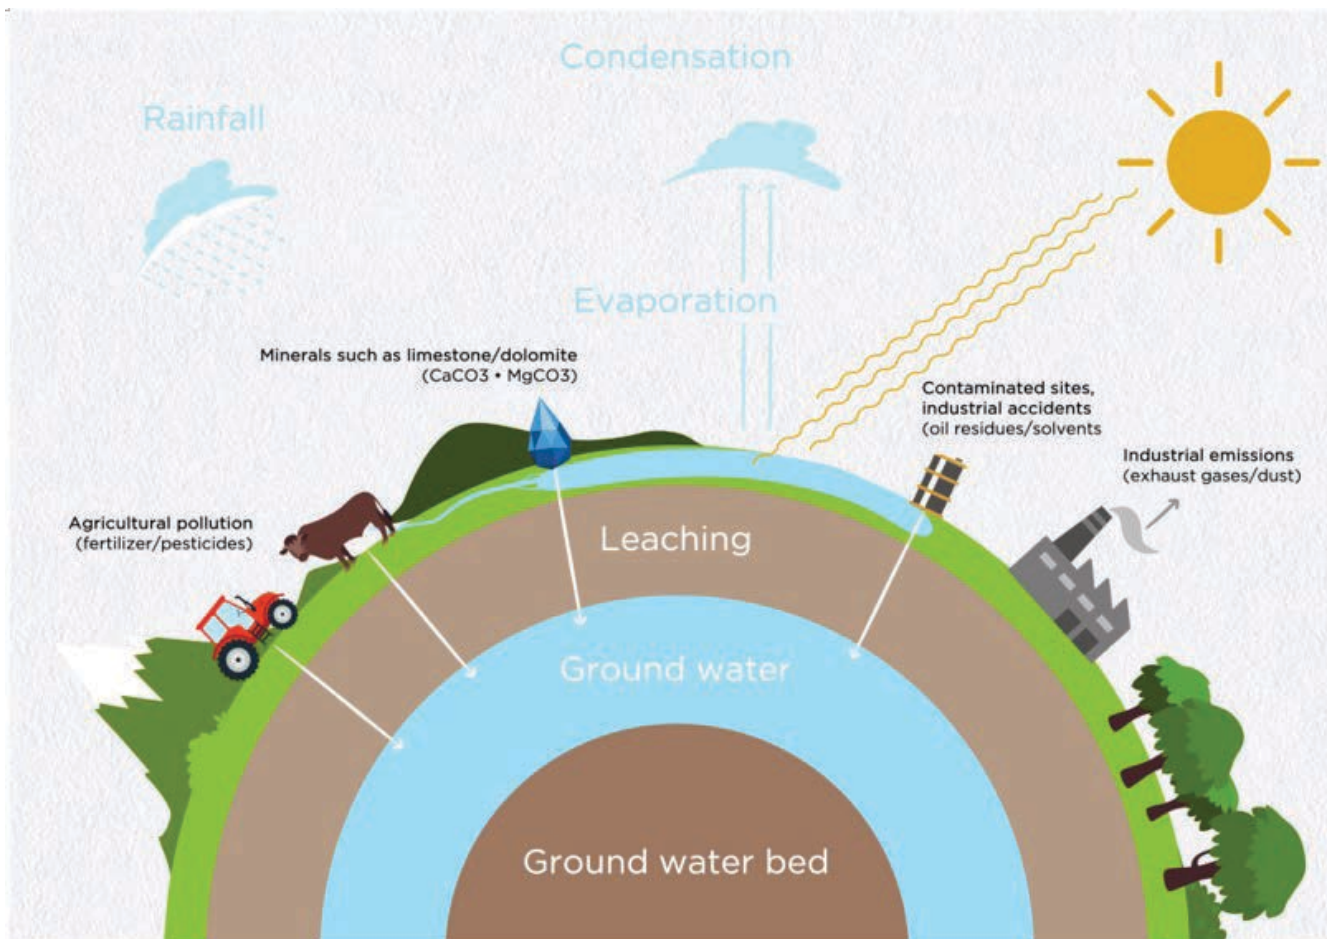 Condensation
Rainfall
Evaporation
Minerals such as limestone/dolomite
(CaCO3 • MgCO3)
Contaminated sites,
industrial accidents
(oil residues/solvents
Industrial emissions
(exhaust gases/dust)
Agricultural pollution
(fertilizer/pesticides)
Leaching
Ground water
Ground water bed